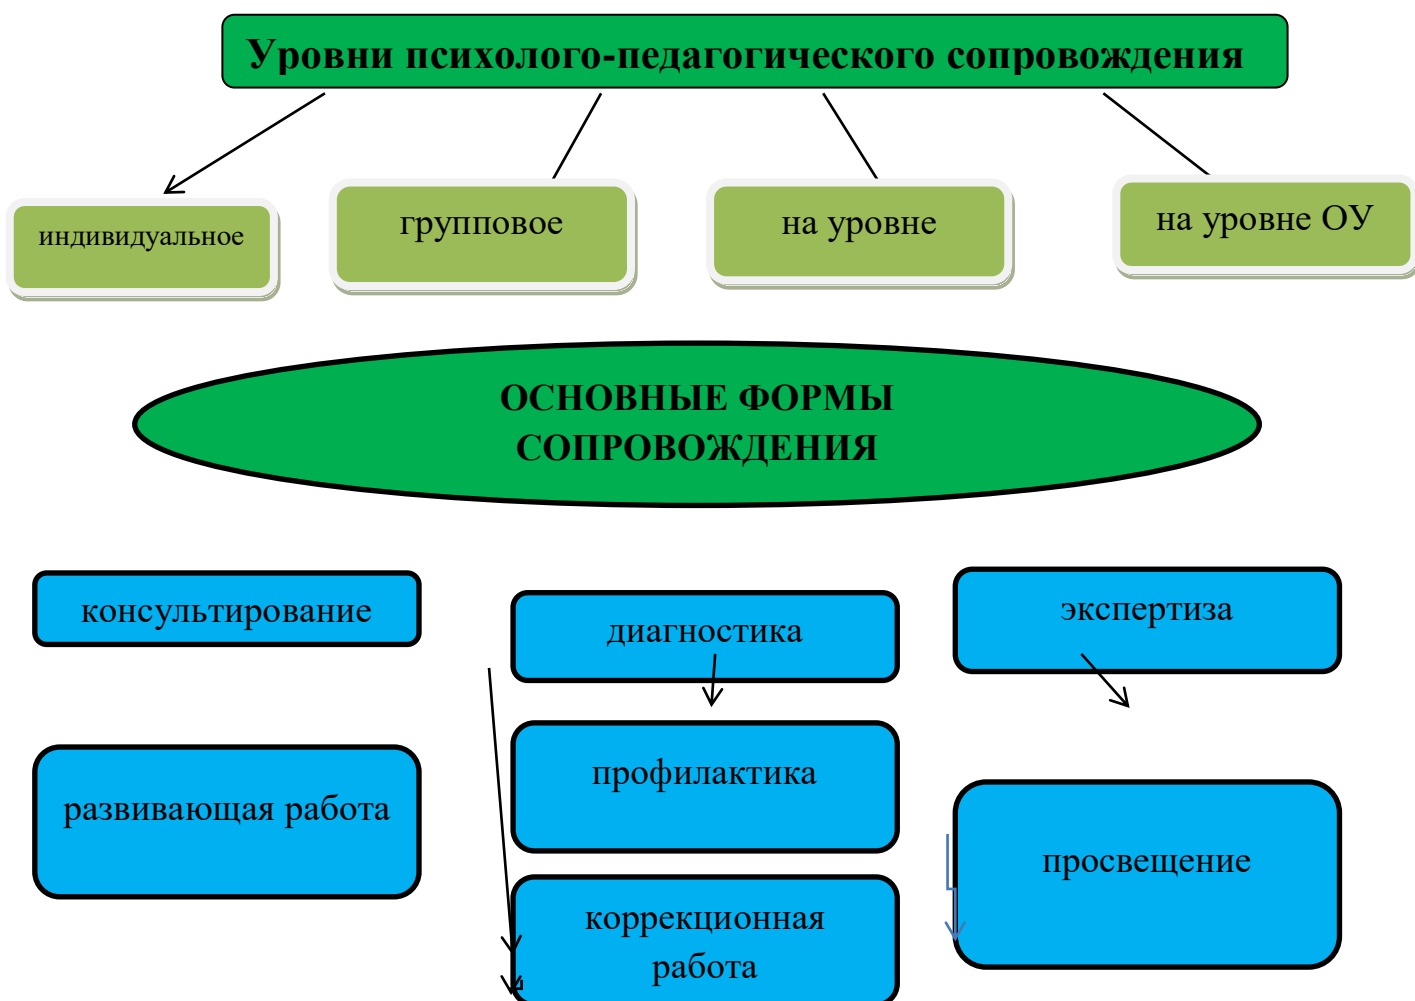 Уровни психолого-педагогического сопровождения
индивидуальное
групповое
на уровне
на уровне ОУ
ОСНОВНЫЕ ФОРМЫ
СОПРОВОЖДЕНИЯ
консультирование
диагностика
экспертиза
развивающая работа
профилактика
просвещение
коррекционная
работа